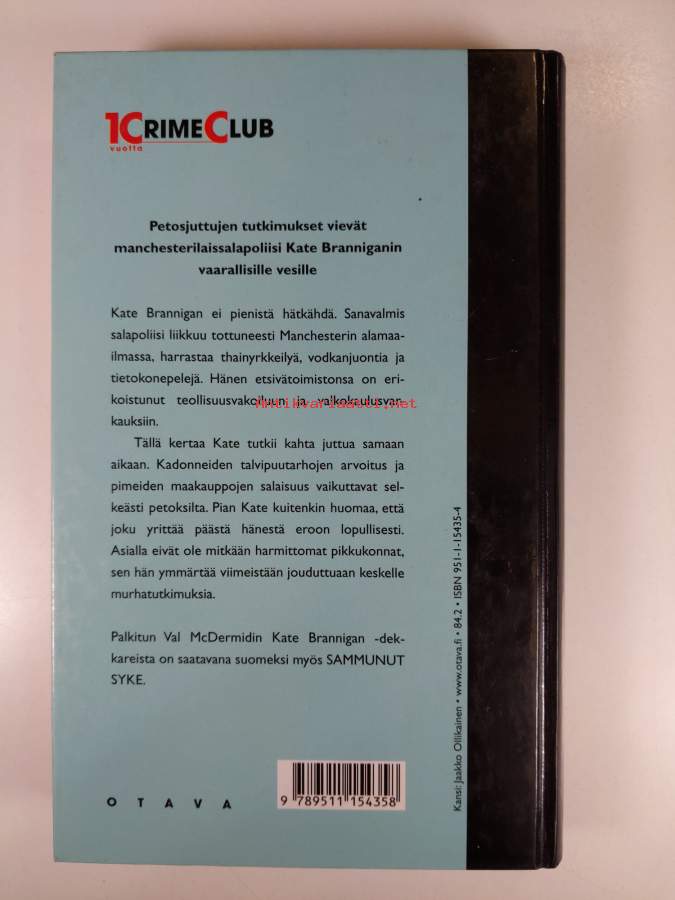 1CRIMECLUB
vuotta
Petosjuttujen tutkimukset vievät
manchesterilaissalapoliisi Kate Branniganin
vaarallisille vesille
Kate Brannigan ei pienistä hätkähdä. Sanavalmis
salapoliisi liikkuu tottuneesti Manchesterin alamaa-
ilmassa, harrastaa thainyrkkeilyä, vodkanjuontia ja
tietokonepelejä. Hänen etsivätoimistonsa on eri-
koistunut teollisuusvakoiluun ja valkokaulusvar-
kauksiin.
Antikvariaatti.net
Tällä kertaa Kate tutkii kahta juttua samaan
aikaan. Kadonneiden talvipuutarhojen arvoitus ja
pimeiden maakauppojen salaisuus vaikuttavat sel-
keästi petoksilta. Pian Kate kuitenkin huomaa, että
joku yrittää päästä hänestä eroon lopullisesti.
Asialla eivät ole mitkään harmittomat pikkukonnat,
sen hän ymmärtää viimeistään jouduttuaan keskelle
murhatutkimuksia.
Palkitun Val McDermidin Kate Brannigan -dek-
kareista on saatavana suomeksi myös SAMMUNUT
SYKE.
OTAVA
9 789511 154358
Kansi: Jaakko Ollikainen • www.otava.fi • 84.2 • ISBN 951-1-15435-4